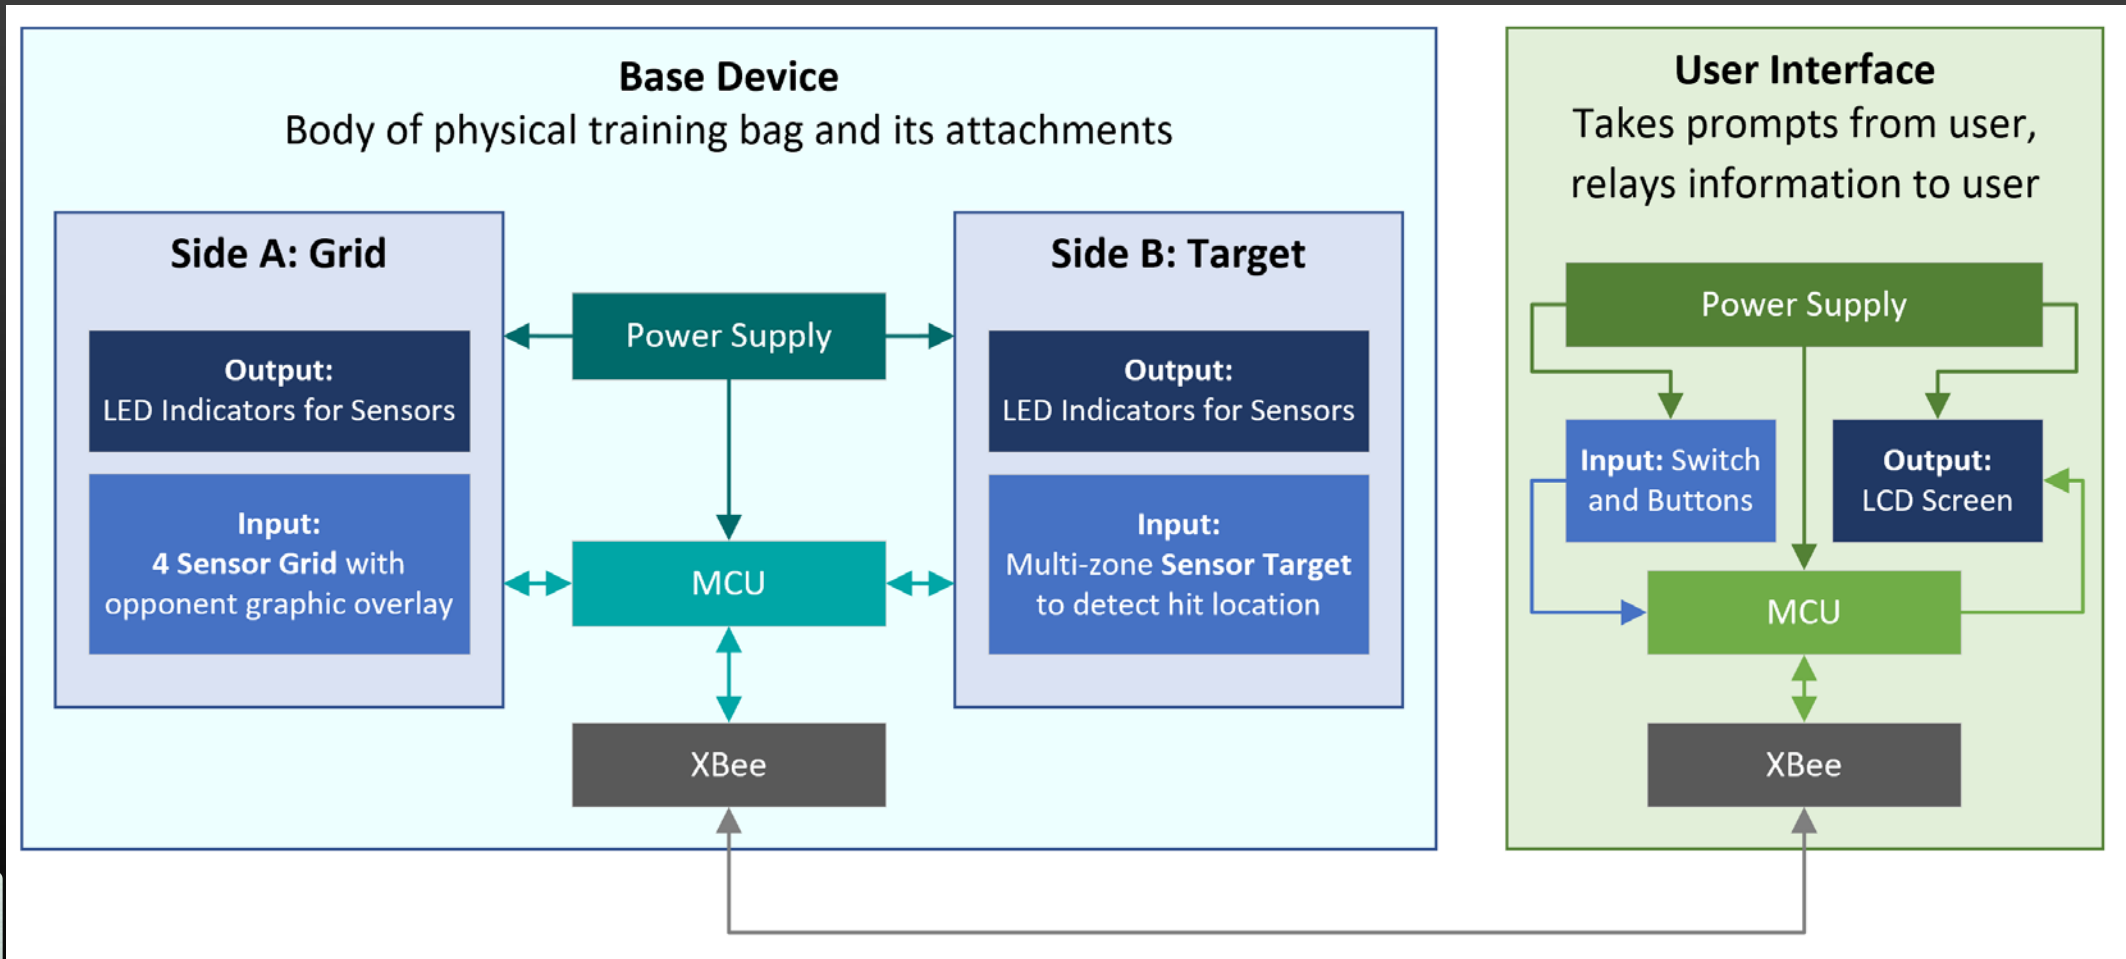 Base Device
Body of physical training bag and its attachments
Side A: Grid
Output:
LED Indicators for Sensors
Input:
4 Sensor Grid with
opponent graphic overlay
Power Supply
MCU
XBee
Side B: Target
Output:
LED Indicators for Sensors
Input:
Multi-zone Sensor Target
to detect hit location
User Interface
Takes prompts from user,
relays information to user
Power Supply
Input: Switch
and Buttons
Output:
LCD Screen
MCU
XBee